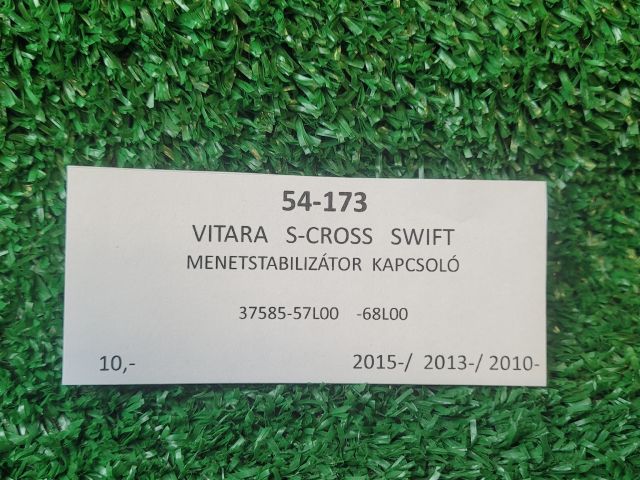 54-173
VITARA S-CROSS SWIFT
MENETSTABILIZÁTOR KAPCSOLÓ
37585-57L00 -68L00
10,- 2015-/ 2013-/ 2010-